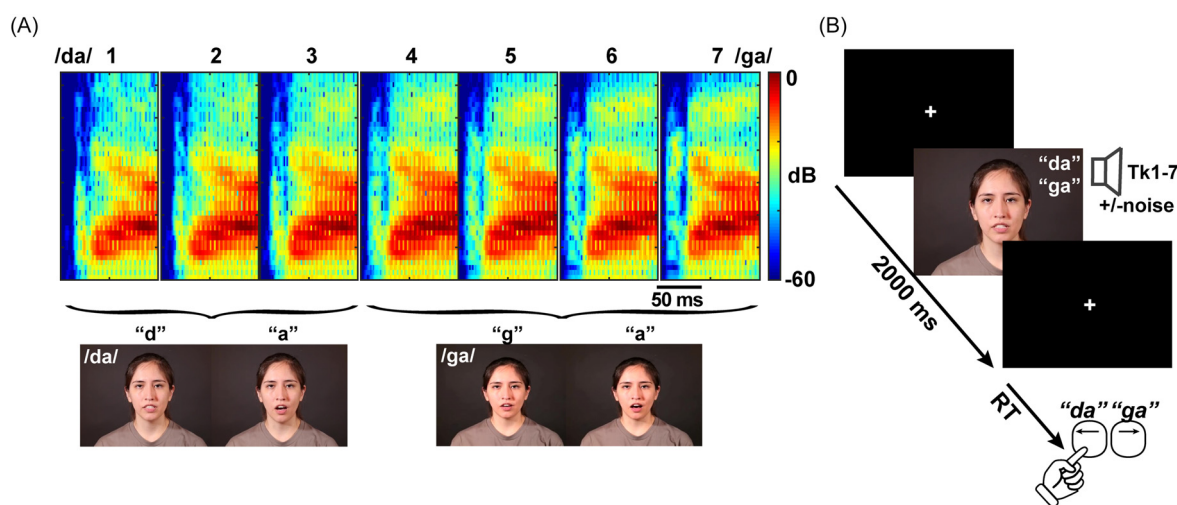 (A)
/da/ 1 2 3 4 5 6 7 /ga/
0
dB
-60
50 ms
“d” “a” “g” “a”
/da/ /ga/
(B)
+
“da”
“ga”
Tk1-7
+/-noise
+
2000 ms
RT
“da” “ga”